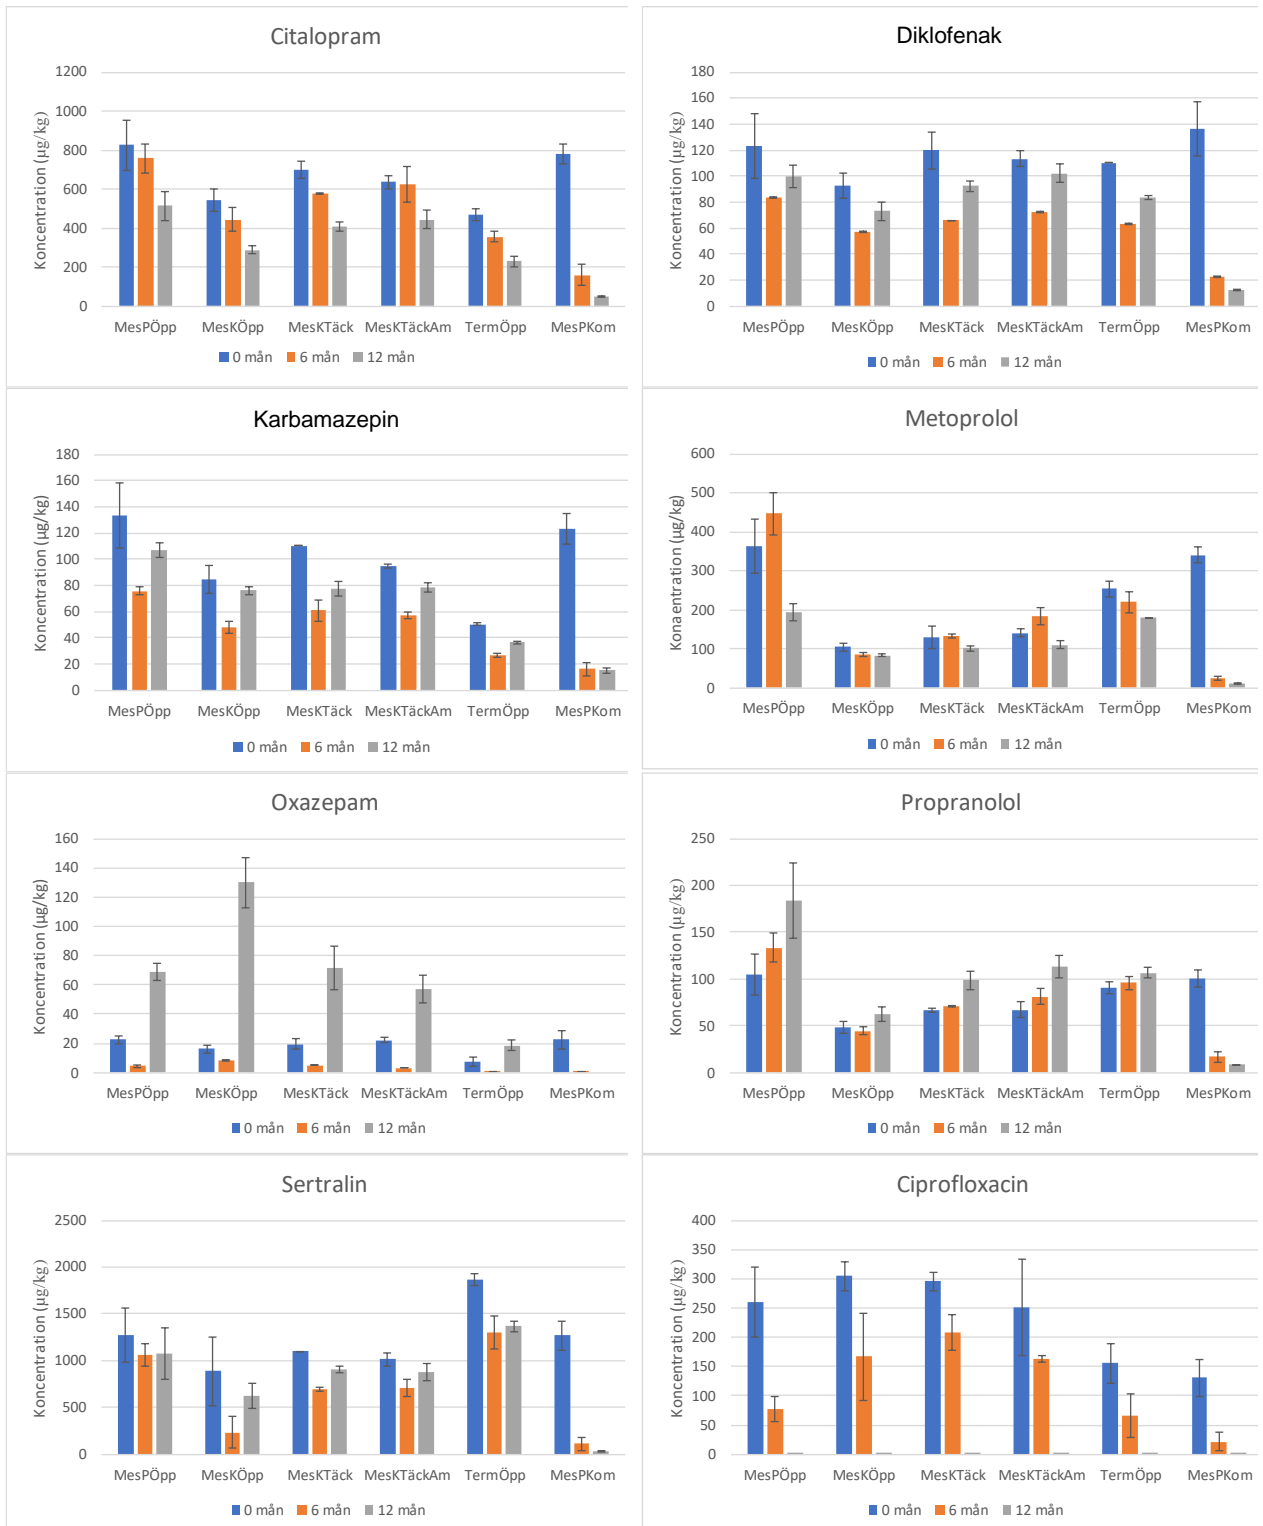 Citalopram
Koncentration (µg/kg)
1200
1000
800
600
400
200
0
MesPÖpp MesKÖpp MesKTäck MesKTäckAm TermÖpp MesPKom
0 mån 6 mån 12 mån
Diklofenak
Koncentration (µg/kg)
180
160
140
120
100
80
60
40
20
0
MesPÖpp MesKÖpp MesKTäck MesKTäckAm TermÖpp MesPKom
0 mån 6 mån 12 mån
Karbamazepin
Koncentration (µg/kg)
180
160
140
120
100
80
60
40
20
0
MesPÖpp MesKÖpp MesKTäck MesKTäckAm TermÖpp MesPKom
0 mån 6 mån 12 mån
Metoprolol
Konaentration (µg/kg)
600
500
400
300
200
100
0
MesPÖpp MesKÖpp MesKTäck MesKTäckAm TermÖpp MesPKom
0 mån 6 mån 12 mån
Oxazepam
Koncentration (µg/kg)
160
140
120
100
80
60
40
20
0
MesPÖpp MesKÖpp MesKTäck MesKTäckAm TermÖpp MesPKom
0 mån 6 mån 12 mån
Propranolol
Koncentration (µg/kg)
250
200
150
100
50
0
MesPÖpp MesKÖpp MesKTäck MesKTäckAm TermÖpp MesPKom
0 mån 6 mån 12 mån
Sertralin
Koncentration (µg/kg)
2500
2000
1500
1000
500
0
MesPÖpp MesKÖpp MesKTäck MesKTäckAm TermÖpp MesPKom
0 mån 6 mån 12 mån
Ciprofloxacin
Koncentration (µg/kg)
400
350
300
250
200
150
100
50
0
MesPÖpp MesKÖpp MesKTäck MesKTäckAm TermÖpp MesPKom
0 mån 6 mån 12 mån